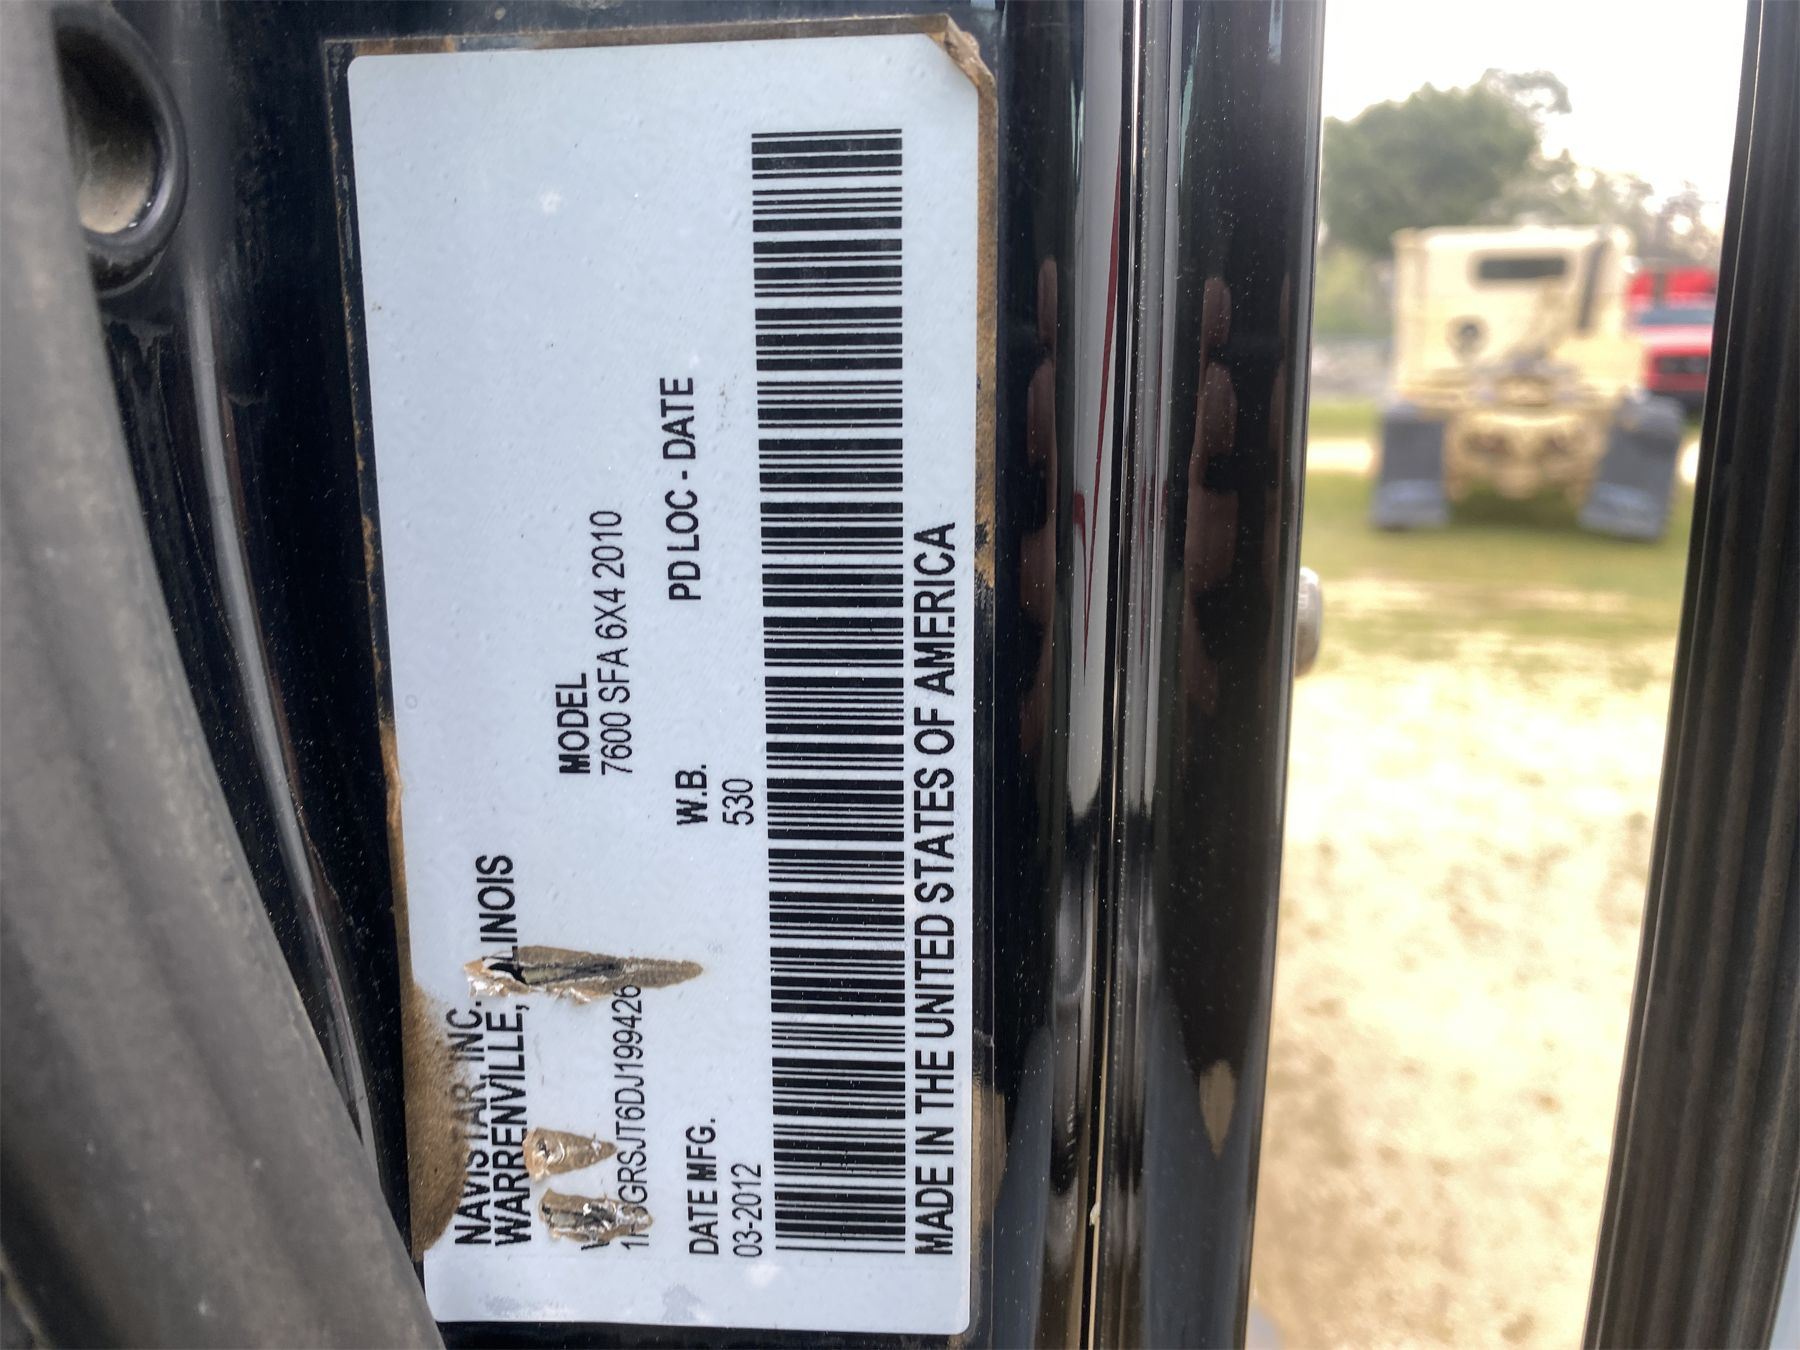 NAVISTAR, INC.
WARRENVILLE, ILLINOIS
MODEL
7600 SFA 6X4 2010
GRSJT6DJ199426
DATE MFG.
03-2012
W.B.
530
PD LOC - DATE
MADE IN THE UNITED STATES OF AMERICA